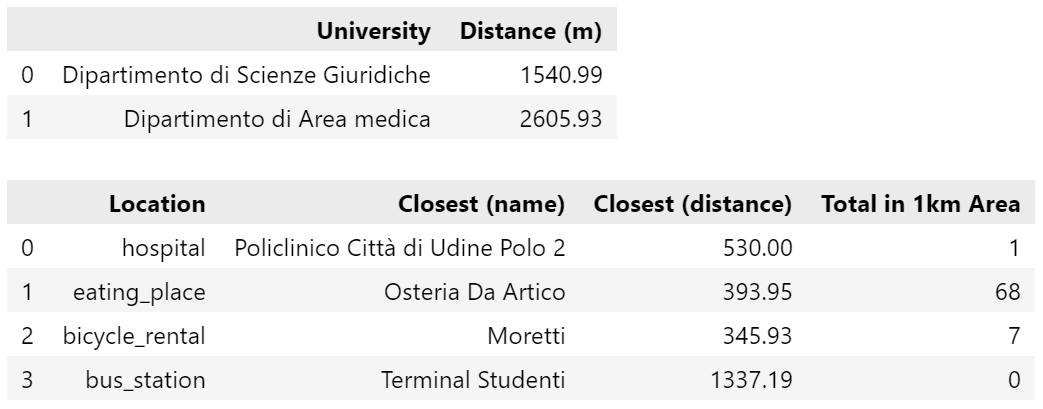 University Distance (m)
0 Dipartimento di Scienze Giuridiche 1540.99
1 Dipartimento di Area medica 2605.93
Location Closest (name) Closest (distance) Total in 1km Area
0 hospital Policlinico Città di Udine Polo 2 530.00 1
1 eating_place Osteria Da Artico 393.95 68
2 bicycle_rental Moretti 345.93 7
3 bus_station Terminal Studenti 1337.19 0